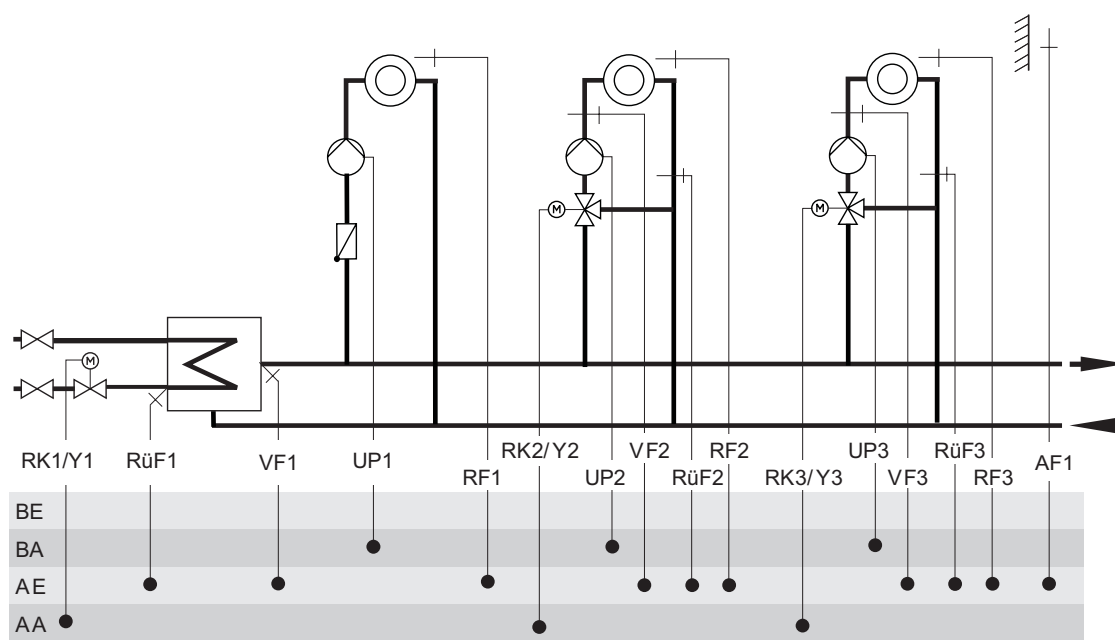 M
M
M
RK1/Y1
RüF1
VF1
UP1
RF1
RK2/Y2
UP2
VF2
RüF2
RF2
RK3/Y3
UP3
VF3
RüF3
RF3
AF1
BE
BA
AE
AA